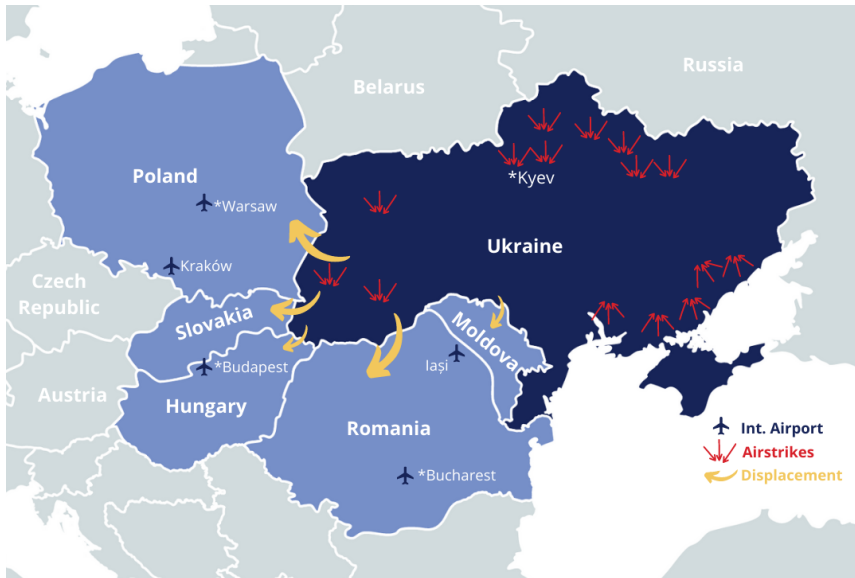 Russia
Belarus
Poland
*Warsaw
*Kyev
Ukraine
Kraków
Czech
Republic
Slovakia
Moldova
*Budapest
Iași
Austria
Hungary
Romania
*Bucharest
Int. Airport
Airstrikes
Displacement